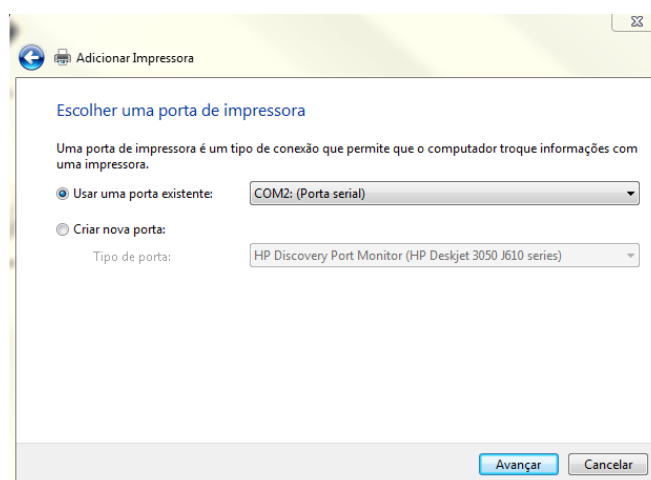 Adicionar Impressora
Escolher uma porta de impressora
Uma porta de impressora é um tipo de conexão que permite que o computador troque informações com
uma impressora.
Usar uma porta existente: COM2: (Porta serial)
Criar nova porta:
Tipo de porta: HP Discovery Port Monitor (HP Deskjet 3050 J610 series)
Avançar Cancelar